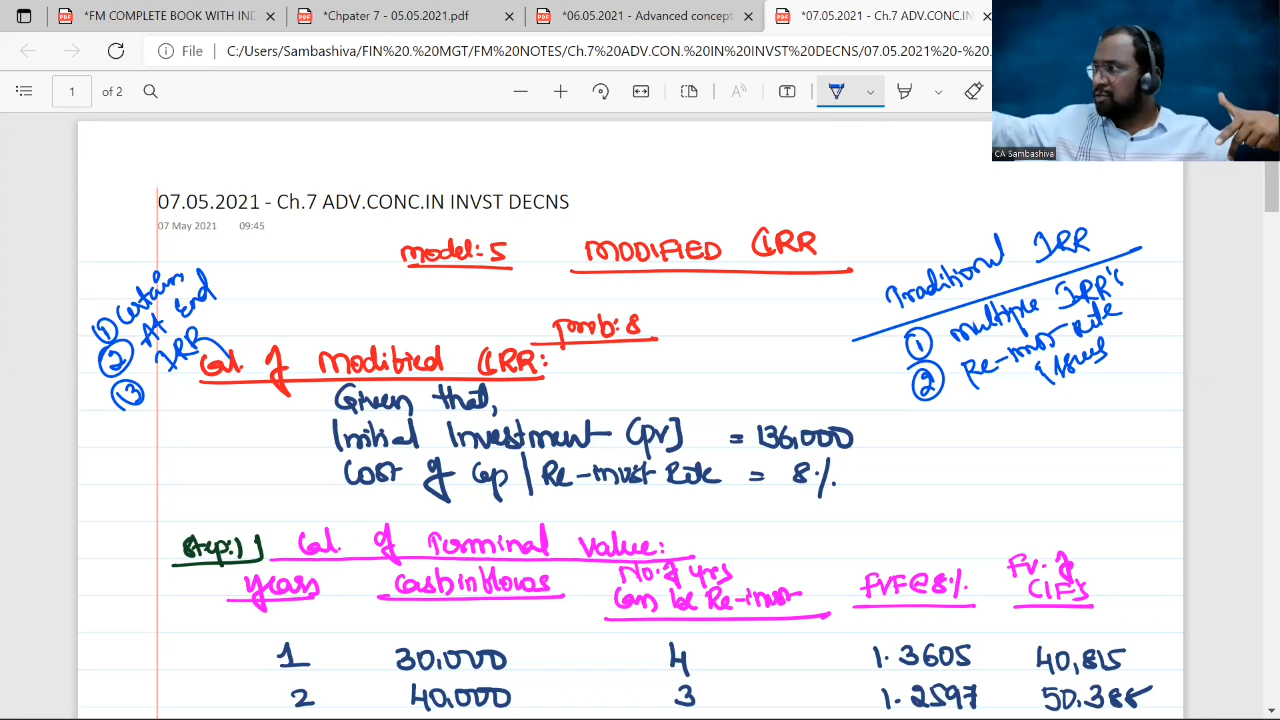 *FM COMPLETE BOOK WITH IND
*Chpater 7 - 05.05.2021.pdf
*06.05.2021 - Advanced concept
*07.05.2021 - Ch.7 ADV.CONC.IN
File
C:/Users/Sambashiva/FIN%20.%20MGT/FM%20NOTES/Ch.7%20ADV.CON.%20IN%20INVST%20DECNS/07.05.2021%20-%20.
1 of 2
CA Sambashiva
07.05.2021 - Ch.7 ADV.CONC.IN INVST DECNS
07 May 2021 09:45
model: 5 MODIFIED IRR
Traditional IRR
① multiple IRR's
② Re-invst Rate
issues
① Certain
② At End
③ IRR
prob: 8
Cal. of Modified IRR:
Given that,
Initial Investment (PV) = 136,000
Cost of Cap | Re-invst Rate = 8%
Step: 1) Cal. of Terminal Value:
years Cash inflows No. of yrs FVF@8% Fv. of
Can be Re-invst CIFs
1 30,000 4 1.3605 40,815
2 40,000 3 1.2597 50,388